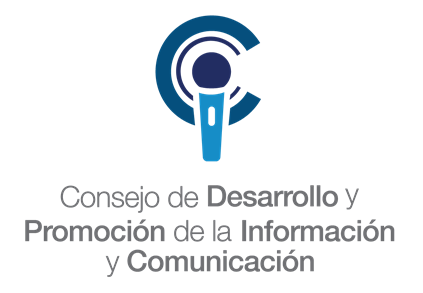 Consejo de Desarrollo y
Promoción de la Información
y Comunicación